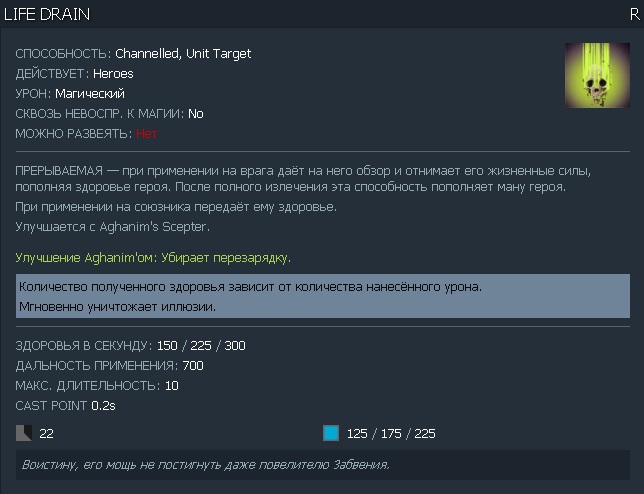 LIFE DRAIN R
СПОСОБНОСТЬ: Channelled, Unit Target
ДЕЙСТВУЕТ: Heroes
УРОН: Магический
СКВОЗЬ НЕВОСПР. К МАГИИ: No
МОЖНО РАЗВЕЯТЬ: Нет
ПРЕРЫВАЕМАЯ — при применении на врага даёт на него обзор и отнимает его жизненные силы,
пополняя здоровье героя. После полного излечения эта способность пополняет ману героя.
При применении на союзника передаёт ему здоровье.
Улучшается с Aghanim's Scepter.
Улучшение Aghanim'ом: Убирает перезарядку.
Количество полученного здоровья зависит от количества нанесённого урона.
Мгновенно уничтожает иллюзии.
ЗДОРОВЬЯ В СЕКУНДУ: 150 / 225 / 300
ДАЛЬНОСТЬ ПРИМЕНЕНИЯ: 700
МАКС. ДЛИТЕЛЬНОСТЬ: 10
CAST POINT 0.2s
22 125 / 175 / 225
Воистину, его мощь не постигнуть даже повелителю Забвения.